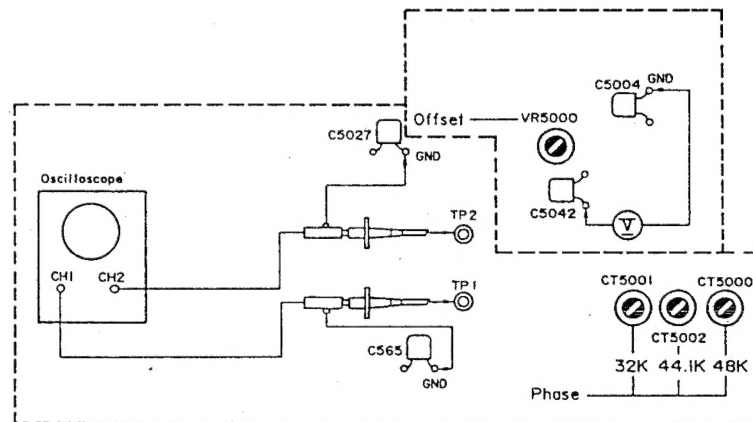 C5004
GND
Offset
VR5000
C5027
GND
Oscilloscope
C5042
V
TP2
CH1
CH2
TP1
CT5001
CT5000
CT5002
C565
GND
32K
44.1K
48K
Phase